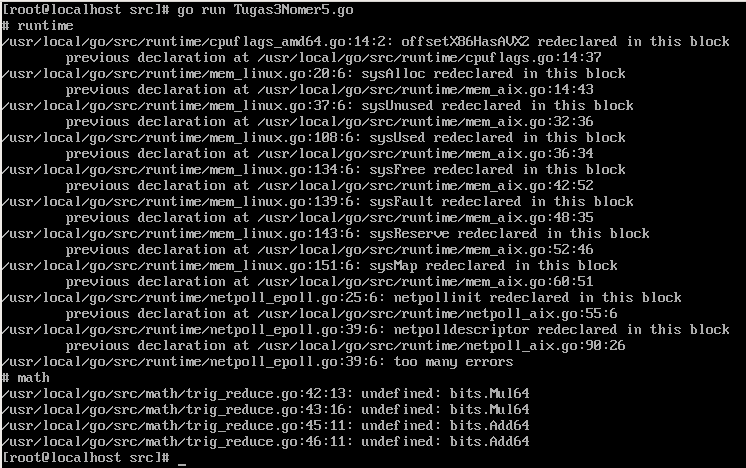 [root@localhost src]# go run Tugas3Nomer5.go
# runtime
/usr/local/go/src/runtime/cpuflags_amd64.go:14:2: offsetX86HasAVX2 redeclared in this block
        previous declaration at /usr/local/go/src/runtime/cpuflags.go:14:37
/usr/local/go/src/runtime/mem_linux.go:20:6: sysAlloc redeclared in this block
        previous declaration at /usr/local/go/src/runtime/mem_aix.go:14:43
/usr/local/go/src/runtime/mem_linux.go:37:6: sysUnused redeclared in this block
        previous declaration at /usr/local/go/src/runtime/mem_aix.go:32:36
/usr/local/go/src/runtime/mem_linux.go:108:6: sysUsed redeclared in this block
        previous declaration at /usr/local/go/src/runtime/mem_aix.go:36:34
/usr/local/go/src/runtime/mem_linux.go:134:6: sysFree redeclared in this block
        previous declaration at /usr/local/go/src/runtime/mem_aix.go:42:52
/usr/local/go/src/runtime/mem_linux.go:139:6: sysFault redeclared in this block
        previous declaration at /usr/local/go/src/runtime/mem_aix.go:48:35
/usr/local/go/src/runtime/mem_linux.go:143:6: sysReserve redeclared in this block
        previous declaration at /usr/local/go/src/runtime/mem_aix.go:52:46
/usr/local/go/src/runtime/mem_linux.go:151:6: sysMap redeclared in this block
        previous declaration at /usr/local/go/src/runtime/mem_aix.go:60:51
/usr/local/go/src/runtime/netpoll_epoll.go:25:6: netpollinit redeclared in this block
        previous declaration at /usr/local/go/src/runtime/netpoll_aix.go:55:6
/usr/local/go/src/runtime/netpoll_epoll.go:39:6: netpolldescriptor redeclared in this block
        previous declaration at /usr/local/go/src/runtime/netpoll_aix.go:90:26
/usr/local/go/src/runtime/netpoll_epoll.go:39:6: too many errors
# math
/usr/local/go/src/math/trig_reduce.go:42:13: undefined: bits.Mul64
/usr/local/go/src/math/trig_reduce.go:43:16: undefined: bits.Mul64
/usr/local/go/src/math/trig_reduce.go:45:11: undefined: bits.Add64
/usr/local/go/src/math/trig_reduce.go:46:11: undefined: bits.Add64
[root@localhost src]# _